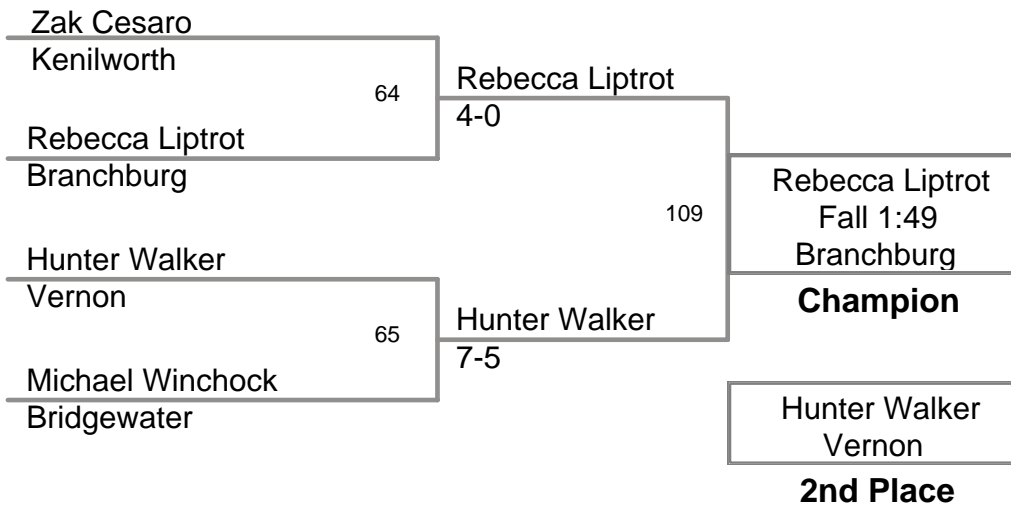 Zak Cesaro
Kenilworth
64
Rebecca Liptrot
Branchburg
Rebecca Liptrot
4-0
Hunter Walker
Vernon
65
Michael Winchock
Bridgewater
Hunter Walker
7-5
109
Rebecca Liptrot
Fall 1:49
Branchburg
Champion
Hunter Walker
Vernon
2nd Place